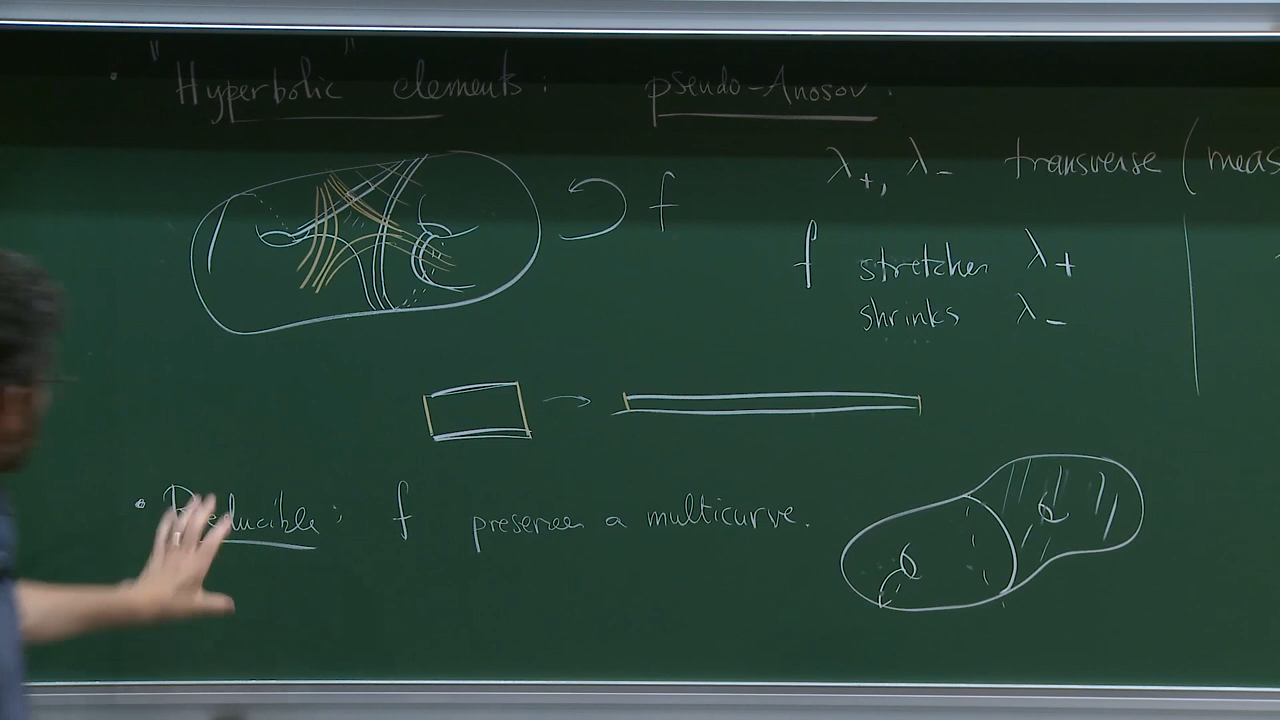 • "Hyperbolic" elements: pseudo-Anosov.
λ₊, λ₋ transverse (meas
f
f stretches λ₊
shrinks λ₋
• Reducible: f preserves a multicurve.